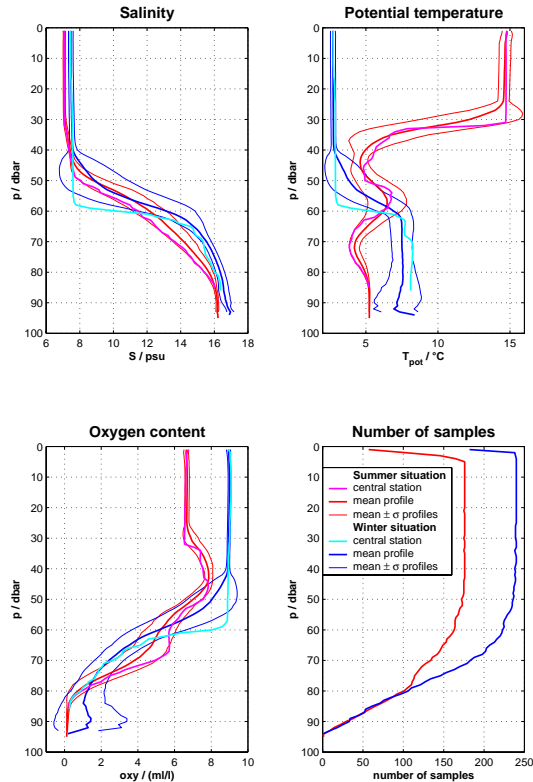 Salinity
0
10
20
30
40
50
60
70
80
90
100
p / dbar
6 8 10 12 14 16 18
S / psu
Potential temperature
0
10
20
30
40
50
60
70
80
90
100
p / dbar
5 10 15
T_pot / °C
Oxygen content
0
10
20
30
40
50
60
70
80
90
100
p / dbar
0 2 4 6 8 10
oxy / (ml/l)
Number of samples
0
10
20
30
40
50
60
70
80
90
100
p / dbar
Summer situation
central station
mean profile
mean ± σ profiles
Winter situation
central station
mean profile
mean ± σ profiles
0 50 100 150 200 250
number of samples